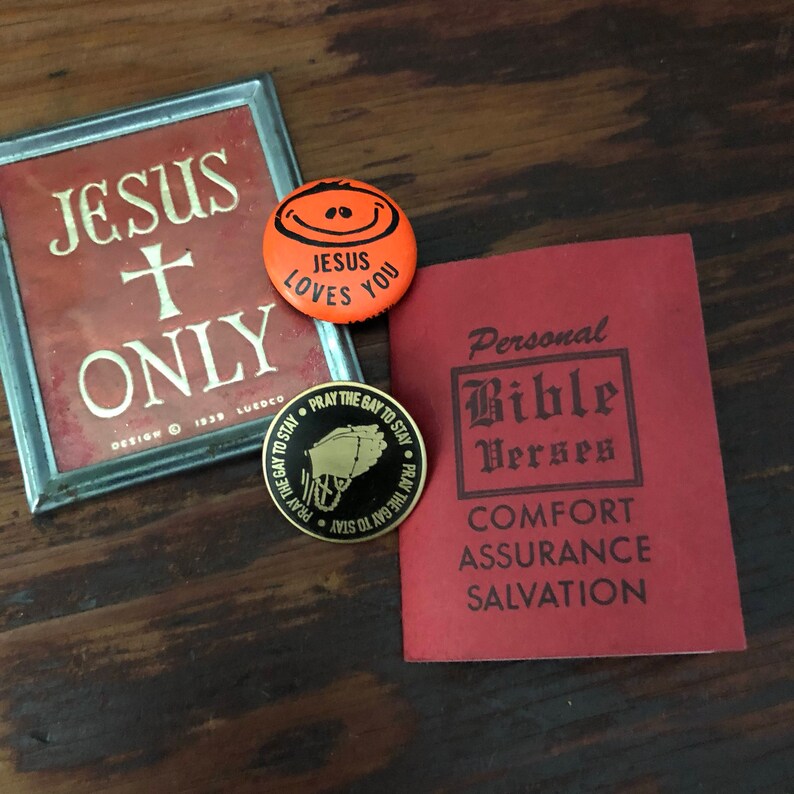 JESUS
ONLY
DESIGN © 1939 LUEDCO
JESUS
LOVES YOU
PRAY THE GAY TO STAY • PRAY THE GAY TO STAY • PRAY THE GAY TO STAY •
Personal
Bible
Verses
COMFORT
ASSURANCE
SALVATION